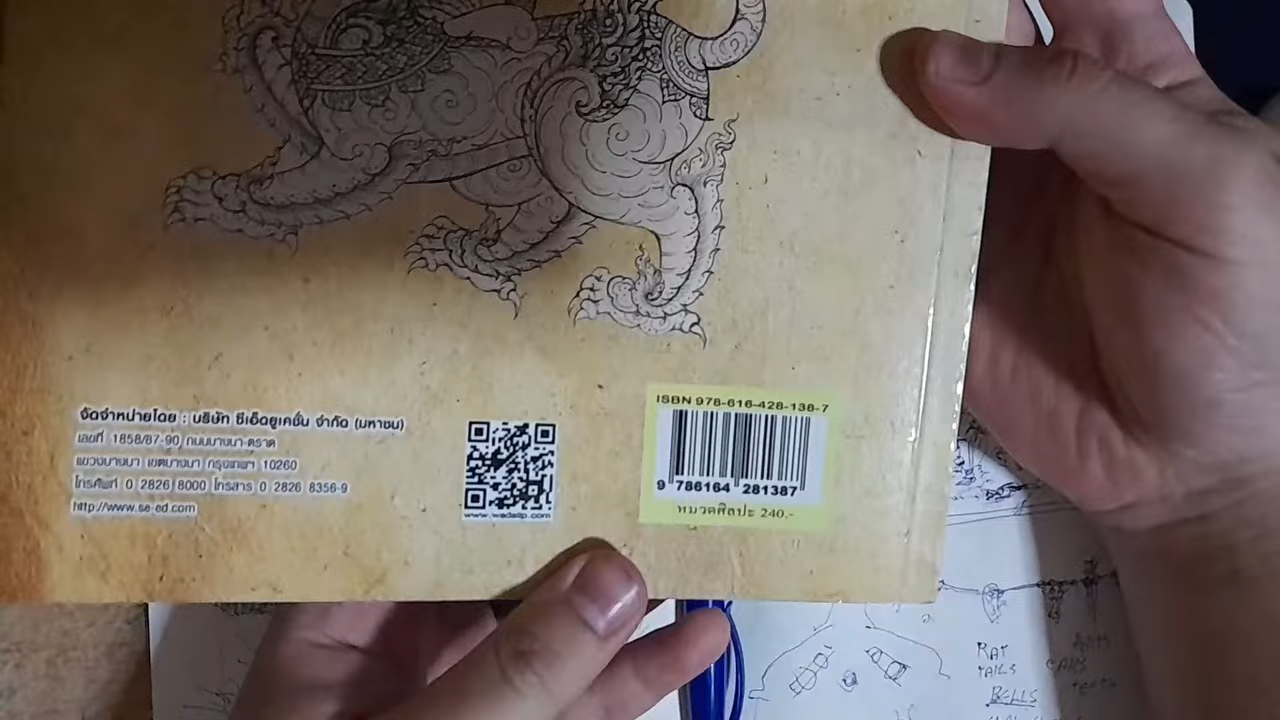 จัดจำหน่ายโดย : บริษัท ซีเอ็ดยูเคชั่น จำกัด (มหาชน)
เลขที่ 1858/87-90 ถนนบางนา-ตราด
แขวงบางนา เขตบางนา กรุงเทพฯ 10260
โทรศัพท์ 0 2826 8000 โทรสาร 0 2826 8356-9
http://www.se-ed.com
ISBN 978-616-428-138-7
9 786164 281387
หมวดศิลปะ 240.-
RAT
TAILS
BELLS